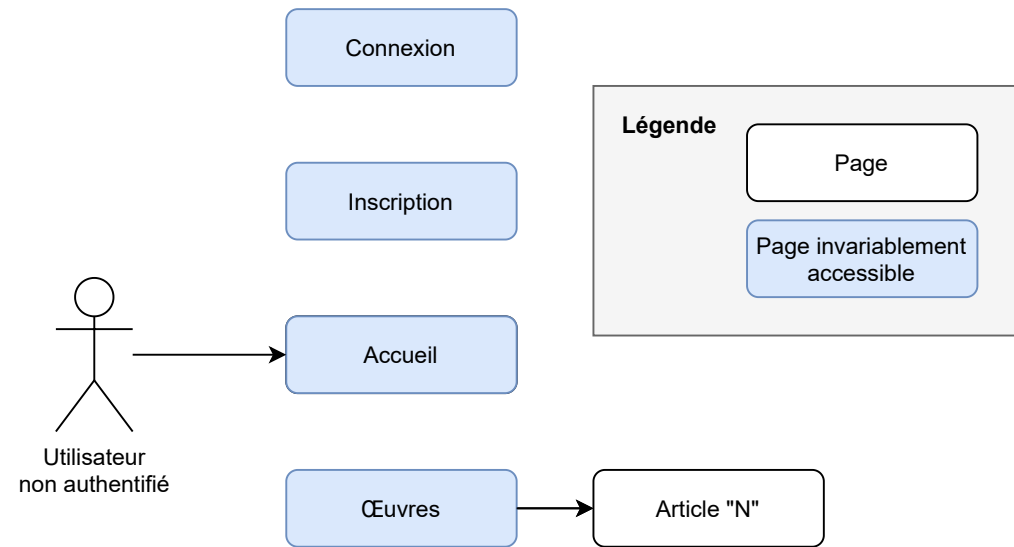 Connexion
Légende
Page
Inscription
Page invariablement
accessible
Accueil
Utilisateur
non authentifié
Œuvres
Article "N"